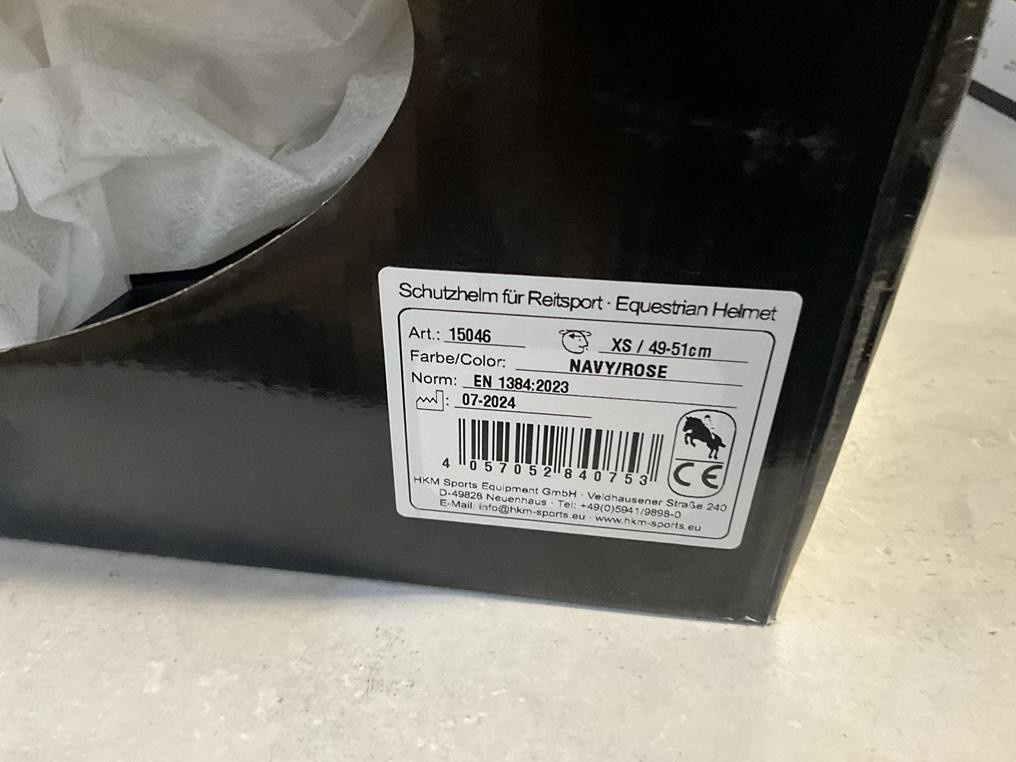 Schutzhelm für Reitsport · Equestrian Helmet
Art.: 15046 XS / 49-51cm
Farbe/Color: NAVY/ROSE
Norm: EN 1384:2023
: 07-2024
4 057052 840753
CE
HKM Sports Equipment GmbH · Veldhausener Straße 240
D-49828 Neuenhaus · Tel: +49(0)5941/9898-0
E-Mail: info@hkm-sports.eu · www.hkm-sports.eu